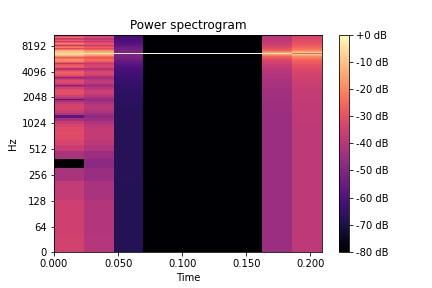 Power spectrogram
Hz
8192
4096
2048
1024
512
256
128
64
0
0.000 0.050 0.100 0.150 0.200
Time
+0 dB
-10 dB
-20 dB
-30 dB
-40 dB
-50 dB
-60 dB
-70 dB
-80 dB